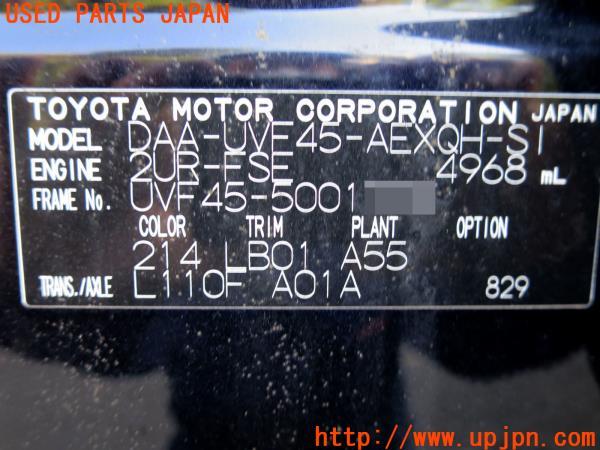 USED PARTS JAPAN
TOYOTA MOTOR CORPORATION JAPAN
MODEL DAA-UVF45-AEXQH-SI
ENGINE 2UR-FSE 4968 mL
FRAME No. UVF45-5001
COLOR TRIM PLANT OPTION
214 LB01 A55
TRANS./AXLE L110F A01A 829
http://www.upjpn.com